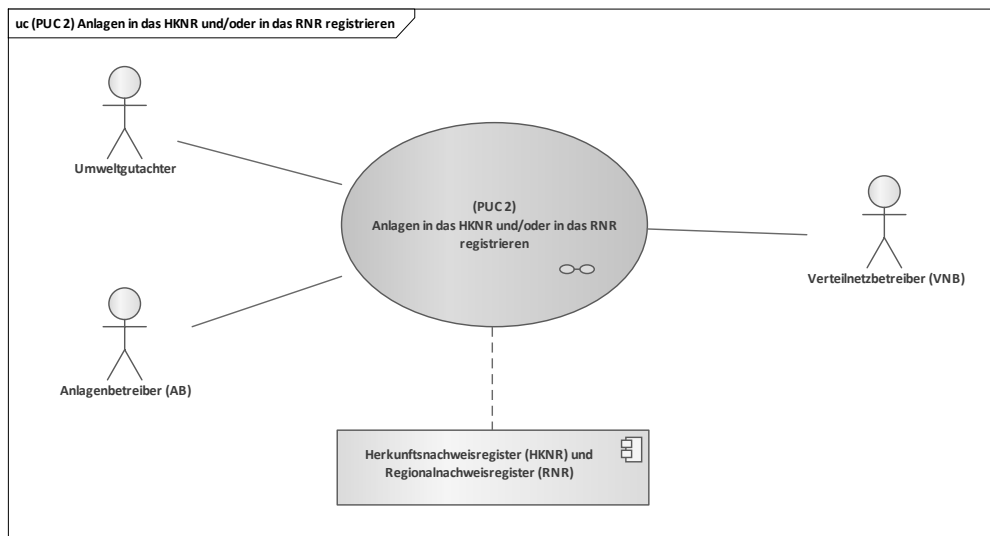 uc (PUC 2) Anlagen in das HKNR und/oder in das RNR registrieren
Umweltgutachter
(PUC 2)
Anlagen in das HKNR und/oder in das RNR
registrieren
Verteilnetzbetreiber (VNB)
Anlagenbetreiber (AB)
Herkunftsnachweisregister (HKNR) und
Regionalnachweisregister (RNR)